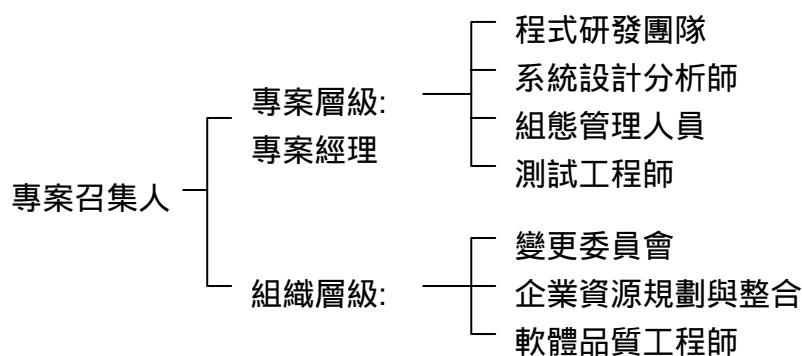 專案召集人
專案層級:
專案經理
程式研發團隊
系統設計分析師
組態管理人員
測試工程師
組織層級:
變更委員會
企業資源規劃與整合
軟體品質工程師